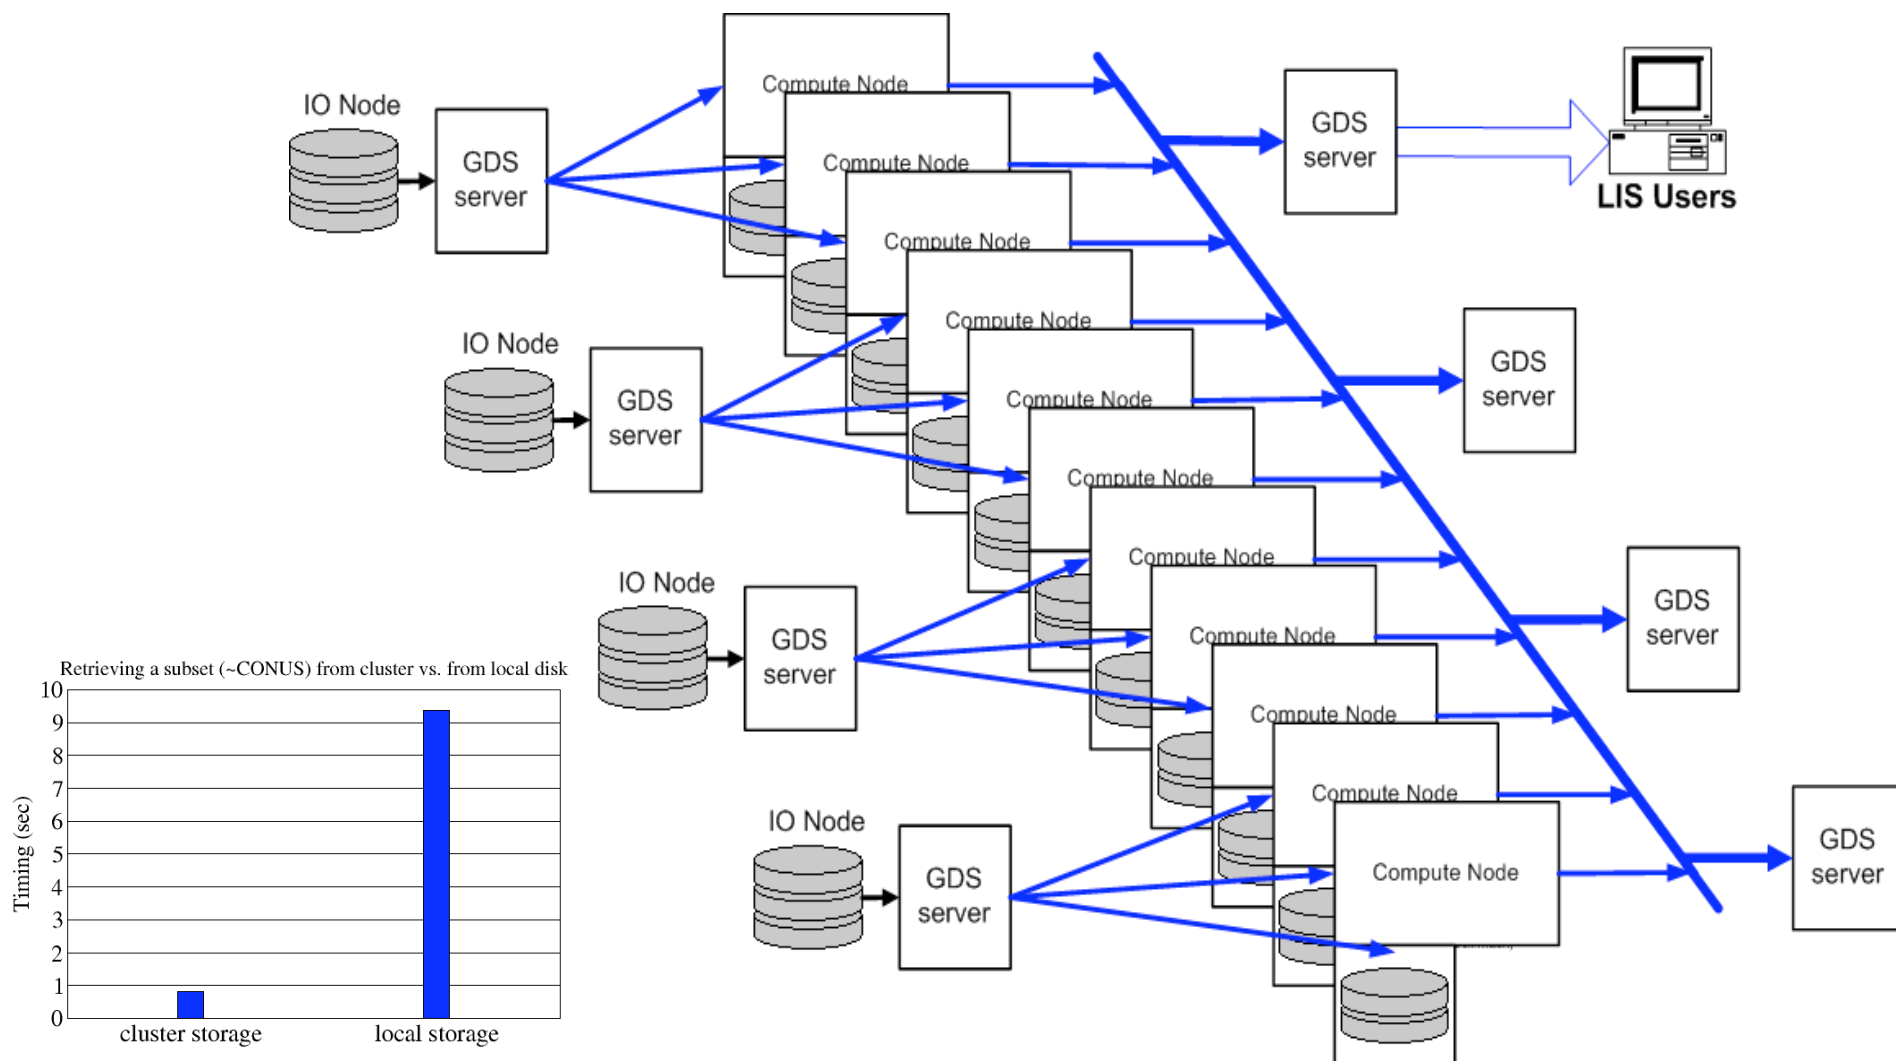 IO Node
GDS
server
Compute Node
Compute Node
Compute Node
GDS
server
LIS Users
IO Node
GDS
server
Compute Node
Compute Node
Compute Node
GDS
server
IO Node
GDS
server
Compute Node
Compute Node
Compute Node
GDS
server
IO Node
GDS
server
Compute Node
Compute Node
GDS
server
Retrieving a subset (~CONUS) from cluster vs. from local disk
Timing (sec)
10
9
8
7
6
5
4
3
2
1
0
cluster storage
local storage